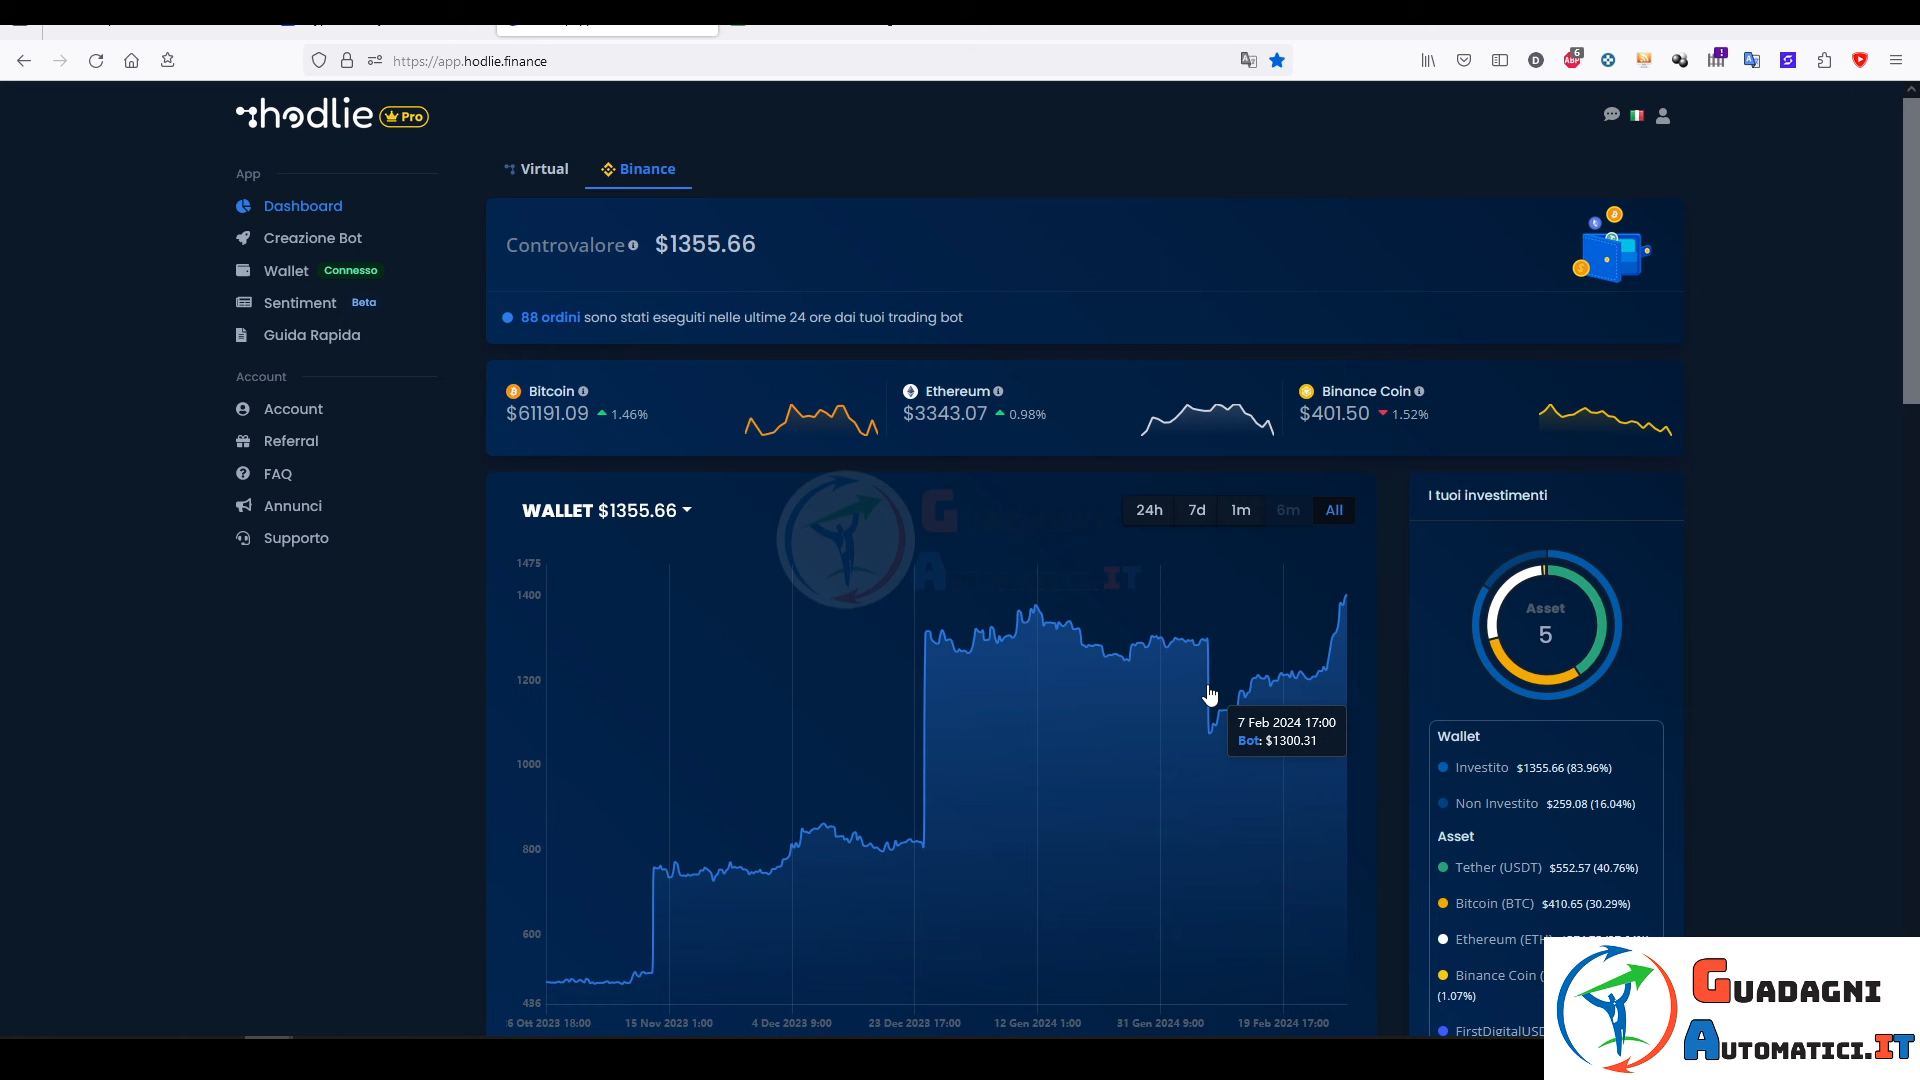 https://app.hodlie.finance
6
!
hodlie Pro
App
Dashboard
Creazione Bot
Wallet Connesso
Sentiment Beta
Guida Rapida
Account
Account
Referral
FAQ
Annunci
Supporto
Virtual Binance
Controvalore $1355.66
88 ordini sono stati eseguiti nelle ultime 24 ore dai tuoi trading bot
Bitcoin
$61191.09 1.46%
Ethereum
$3343.07 0.98%
Binance Coin
$401.50 1.52%
WALLET $1355.66
24h 7d 1m 6m All
1475
1400
1200
1000
800
600
436
6 Ott 2023 18:00 15 Nov 2023 1:00 4 Dec 2023 9:00 23 Dec 2023 17:00 12 Gen 2024 1:00 31 Gen 2024 9:00 19 Feb 2024 17:00
7 Feb 2024 17:00
Bot: $1300.31
I tuoi investimenti
Asset
5
Wallet
Investito $1355.66 (83.96%)
Non Investito $259.08 (16.04%)
Asset
Tether (USDT) $552.57 (40.76%)
Bitcoin (BTC) $410.65 (30.29%)
Ethereum (ETH
Binance Coin (
(1.07%)
FirstDigitalUSD
GUADAGNI
AUTOMATICI.IT